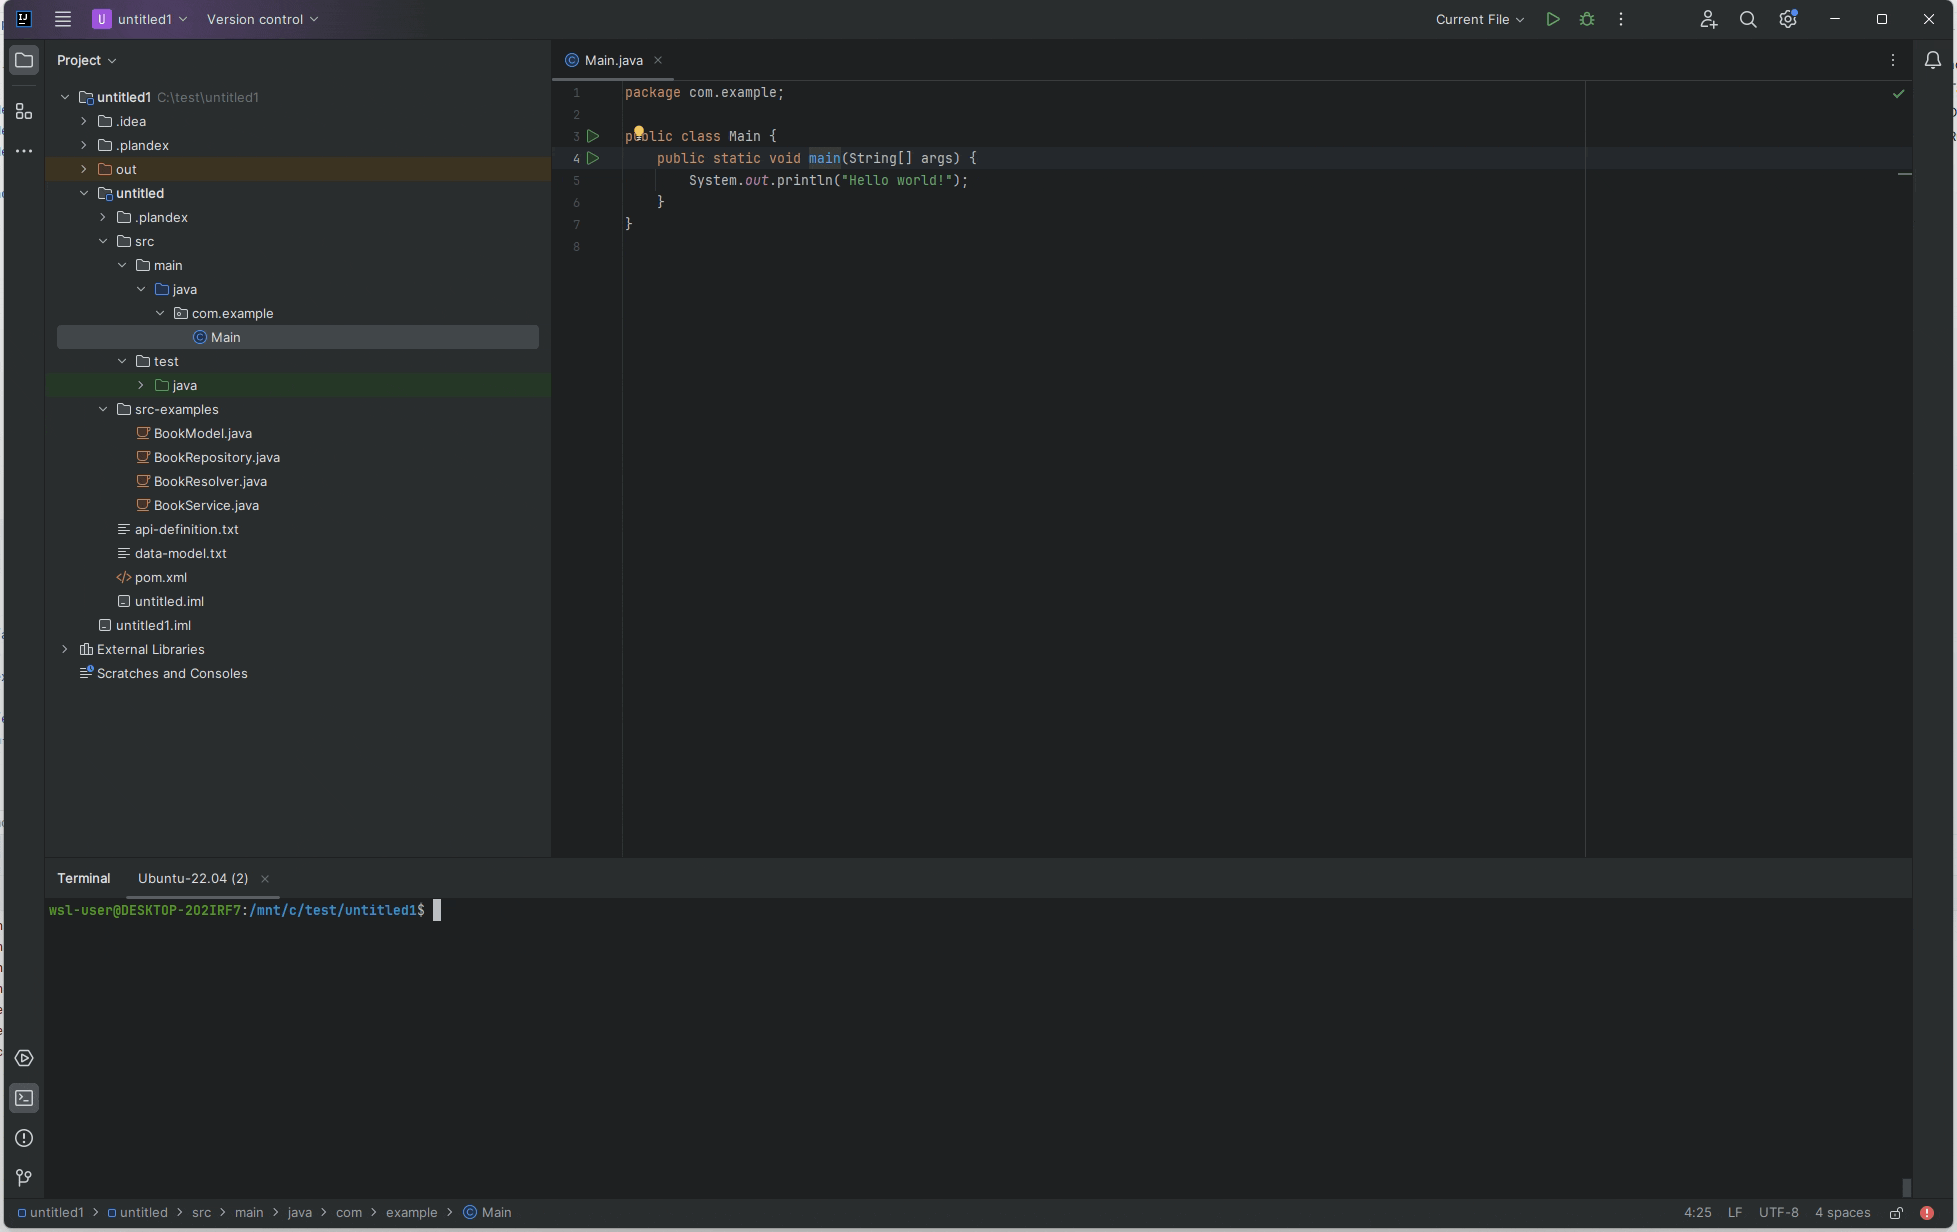 U untitled1 Version control Current File
Project
Main.java
untitled1 C:\test\untitled1
.idea
.plandex
out
untitled
.plandex
src
main
java
com.example
Main
test
java
src-examples
BookModel.java
BookRepository.java
BookResolver.java
BookService.java
api-definition.txt
data-model.txt
pom.xml
untitled.iml
untitled1.iml
External Libraries
Scratches and Consoles
1 package com.example;
2
3 public class Main {
4 public static void main(String[] args) {
5 System.out.println("Hello world!");
6 }
7 }
8
Terminal Ubuntu-22.04 (2)
wsl-user@DESKTOP-202IRF7:/mnt/c/test/untitled1$
untitled1 > untitled > src > main > java > com > example > Main 4:25 LF UTF-8 4 spaces